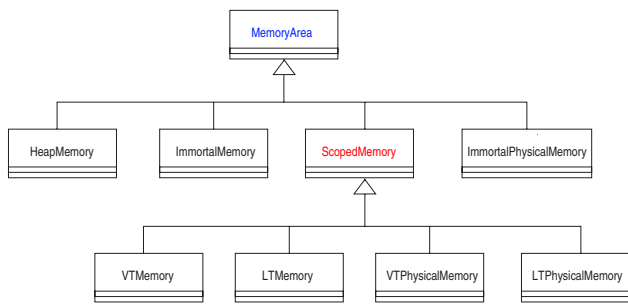 MemoryArea
HeapMemory
ImmortalMemory
ScopedMemory
ImmortalPhysicalMemory
VTMemory
LTMemory
VTPhysicalMemory
LTPhysicalMemory